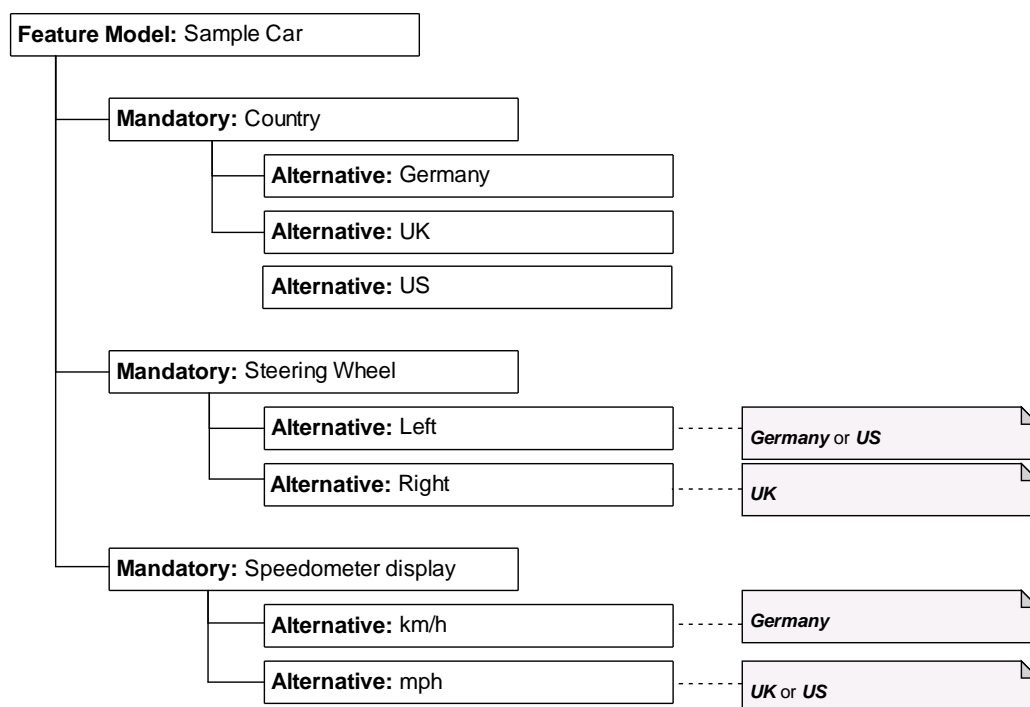 Feature Model: Sample Car
Mandatory: Country
Alternative: Germany
Alternative: UK
Alternative: US
Mandatory: Steering Wheel
Alternative: Left
Germany or US
Alternative: Right
UK
Mandatory: Speedometer display
Alternative: km/h
Germany
Alternative: mph
UK or US